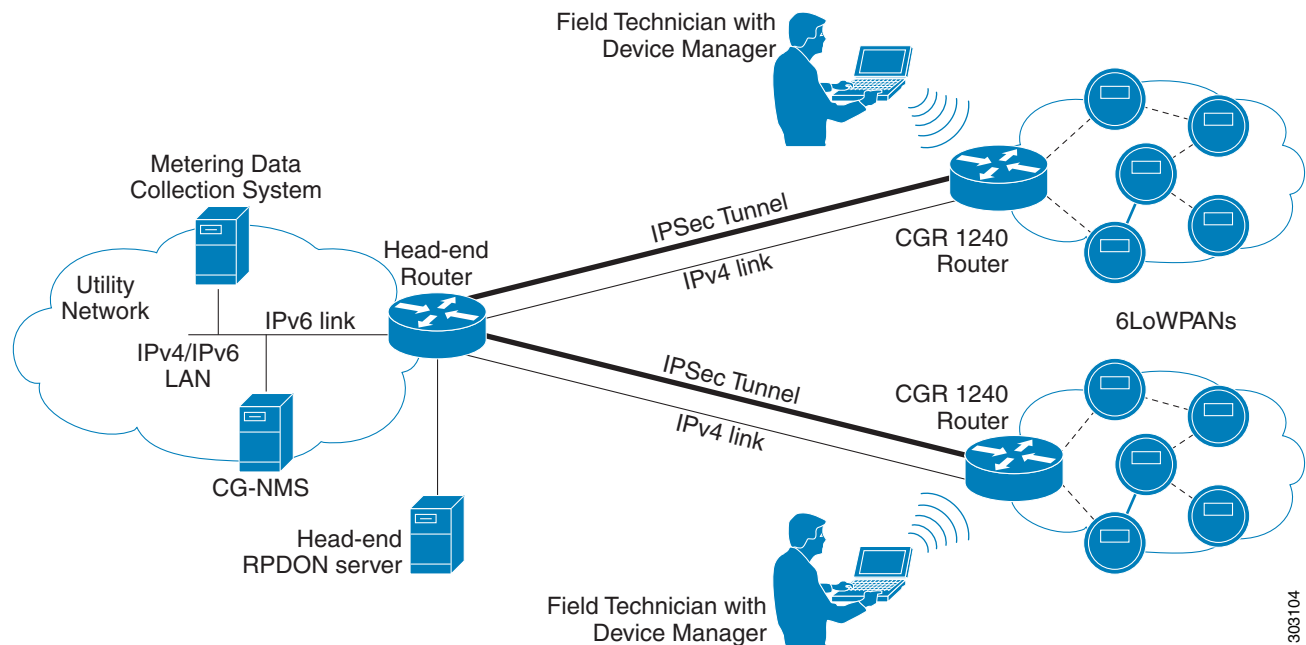 Field Technician with
Device Manager
Metering Data
Collection System
Utility
Network
Head-end
Router
IPv6 link
IPv4/IPv6
LAN
CG-NMS
Head-end
RPDON server
IPSec Tunnel
IPv4 link
CGR 1240
Router
6LoWPANs
IPSec Tunnel
IPv4 link
CGR 1240
Router
Field Technician with
Device Manager
303104